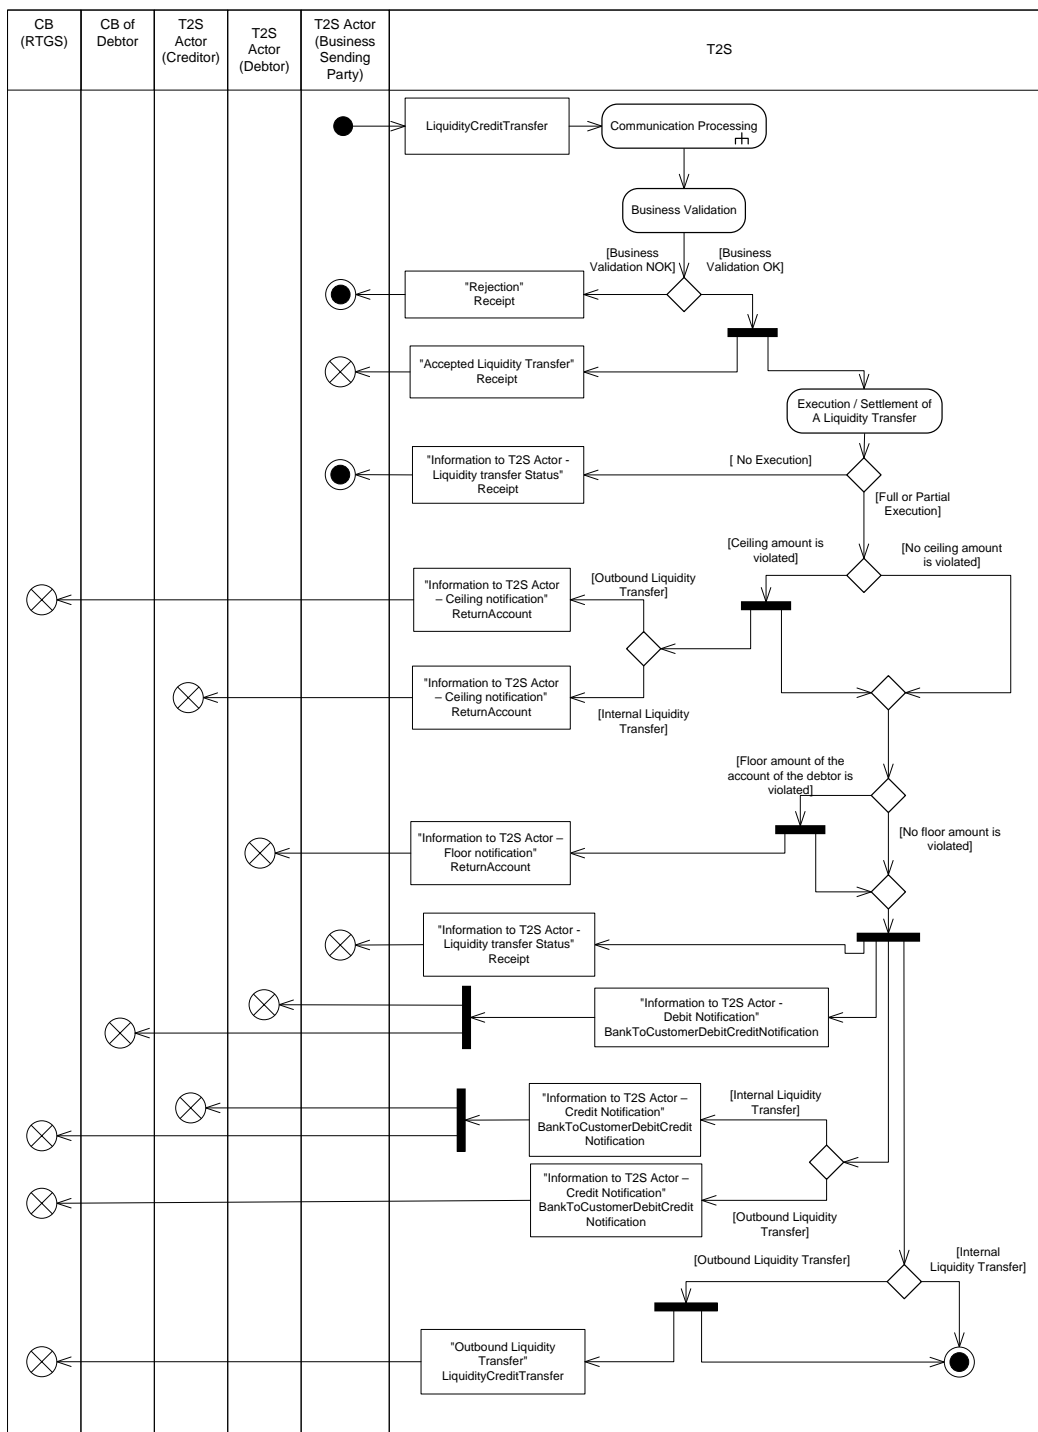 CB
(RTGS)
CB of
Debtor
T2S
Actor
(Creditor)
T2S
Actor
(Debtor)
T2S Actor
(Business
Sending
Party)
T2S
LiquidityCreditTransfer
Communication Processing
Business Validation
[Business
Validation NOK]
[Business
Validation OK]
"Rejection"
Receipt
"Accepted Liquidity Transfer"
Receipt
Execution / Settlement of
A Liquidity Transfer
"Information to T2S Actor -
Liquidity transfer Status"
Receipt
[ No Execution]
[Full or Partial
Execution]
[Ceiling amount is
violated]
[No ceiling amount
is violated]
"Information to T2S Actor
– Ceiling notification"
ReturnAccount
[Outbound Liquidity
Transfer]
"Information to T2S Actor
– Ceiling notification"
ReturnAccount
[Internal Liquidity
Transfer]
[Floor amount of the
account of the debtor is
violated]
"Information to T2S Actor –
Floor notification"
ReturnAccount
[No floor amount is
violated]
"Information to T2S Actor -
Liquidity transfer Status"
Receipt
"Information to T2S Actor -
Debit Notification"
BankToCustomerDebitCreditNotification
"Information to T2S Actor –
Credit Notification"
BankToCustomerDebitCredit
Notification
[Internal Liquidity
Transfer]
"Information to T2S Actor –
Credit Notification"
BankToCustomerDebitCredit
Notification
[Outbound Liquidity
Transfer]
[Outbound Liquidity Transfer]
[Internal
Liquidity Transfer]
"Outbound Liquidity
Transfer"
LiquidityCreditTransfer